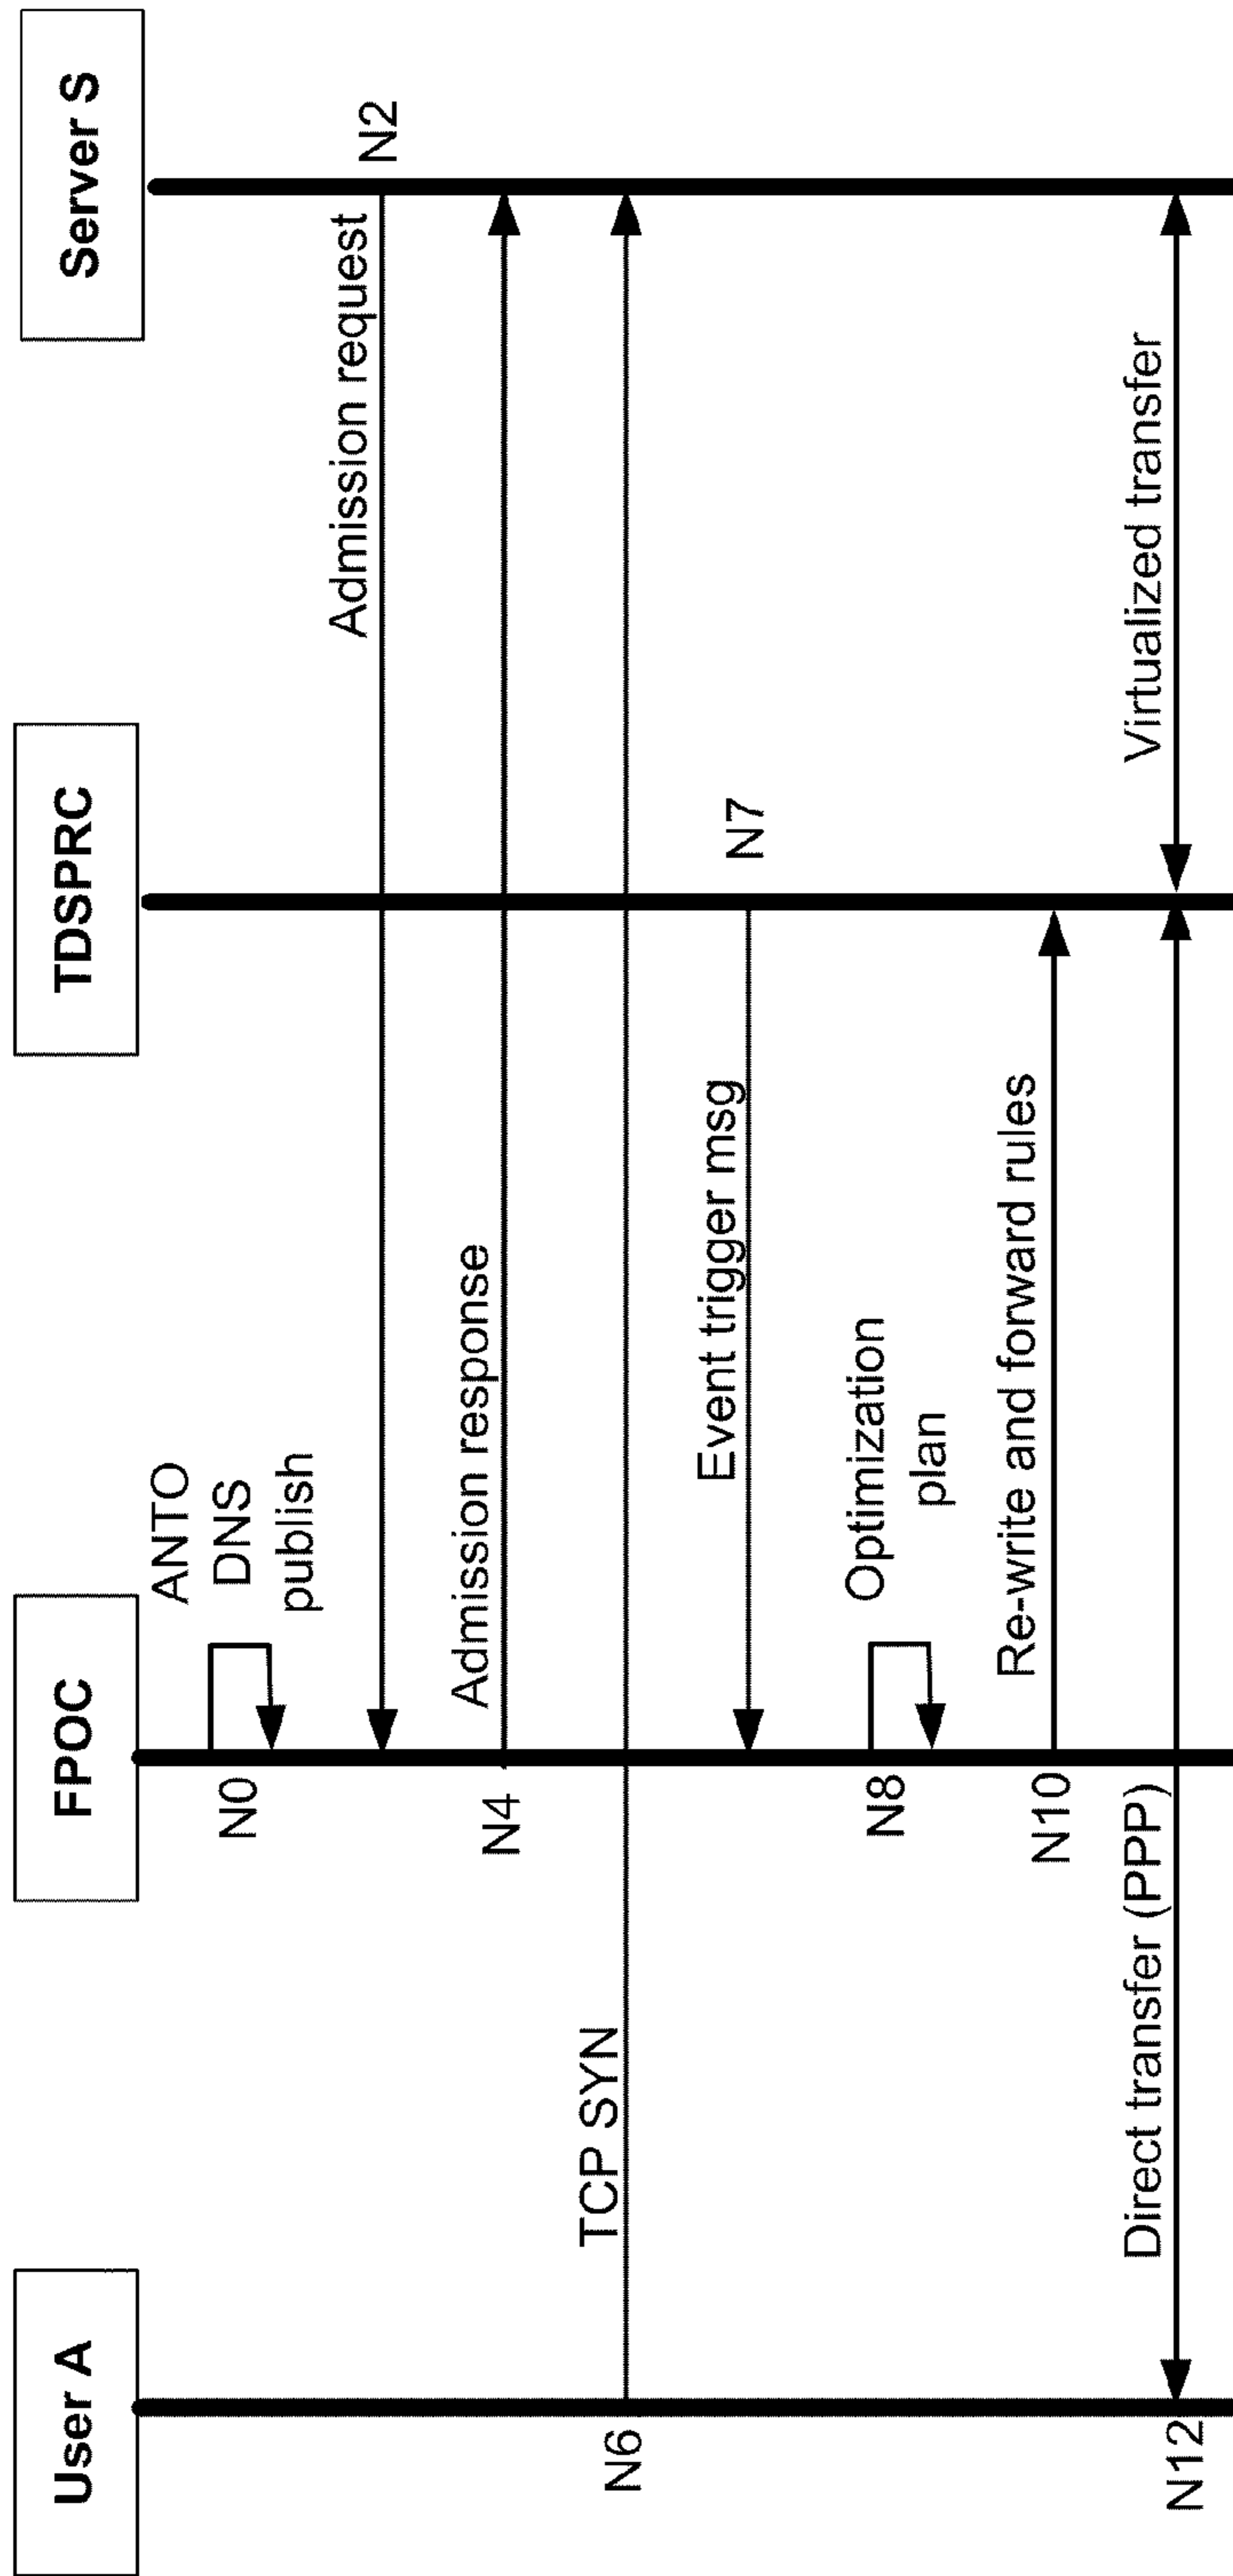 User A
FPOC
TDSPRC
Server S
N0
ANTO
DNS
publish
Admission request
N2
N4
Admission response
N6
TCP SYN
Event trigger msg
N7
N8
Optimization
plan
N10
Re-write and forward rules
N12
Direct transfer (PPP)
Virtualized transfer